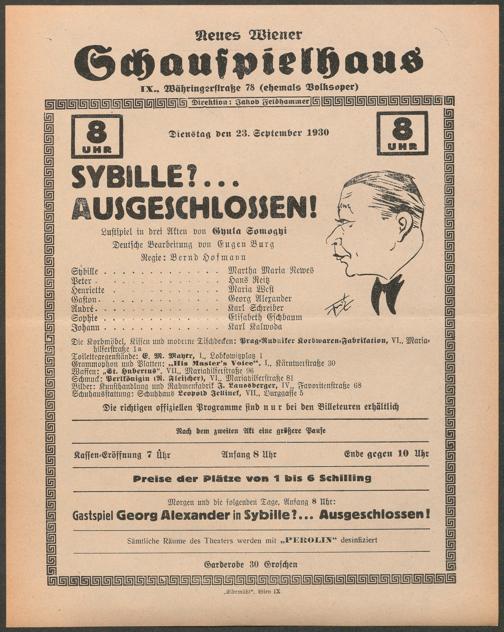 Neues Wiener
Schauspielhaus
IX., Währingerstraße 78 (ehemals Volksoper)
Direktion: Jakob Feldhammer
8 UHR
Dienstag den 23. September 1930
8 UHR
SYBILLE?...
AUSGESCHLOSSEN!
Lustspiel in drei Akten von Gyula Somogyi
Deutsche Bearbeitung von Eugen Burg
Regie: Bernd Hofmann
Sybille . . . . . . . . . . . . . Martha Maria Newes
Peter . . . . . . . . . . . . . Hans Reitz
Henriette . . . . . . . . . . . . . Maria West
Gaston . . . . . . . . . . . . . Georg Alexander
André . . . . . . . . . . . . . Karl Schreiber
Sophie . . . . . . . . . . . . . Elisabeth Eschbaum
Johann . . . . . . . . . . . . . Karl Kalwoda
Die Korbmöbel, Kissen und moderne Tischdecken: Prag-Rudniker Korbwaren-Fabrikation, VI., Maria-
hilferstraße 1a
Toilettegegenstände: E. M. Mayer, I., Lobkowitzplatz 1
Grammophon und Platten: „His Master's Voice", I., Kärntnerstraße 30
Waffen: „St. Hubertus", VII., Mariahilferstraße 96
Schmuck: Perlkönigin (R. Fleischer), VI., Mariahilferstraße 81
Bilder: Kunsthandlung und Rahmenfabrik F. Lausberger, IV., Favoritenstraße 68
Schuhausstattung: Schuhhaus Leopold Jellinek, VII., Burggasse 5
Die richtigen offiziellen Programme sind nur bei den Billeteuren erhältlich
Nach dem zweiten Akt eine größere Pause
Kassen-Eröffnung 7 Uhr Anfang 8 Uhr Ende gegen 10 Uhr
Preise der Plätze von 1 bis 6 Schilling
Morgen und die folgenden Tage, Anfang 8 Uhr:
Gastspiel Georg Alexander in Sybille?... Ausgeschlossen!
Sämtliche Räume des Theaters werden mit „PEROLIN" desinfiziert
Garderobe 30 Groschen
„Elbemühl", Wien IX.